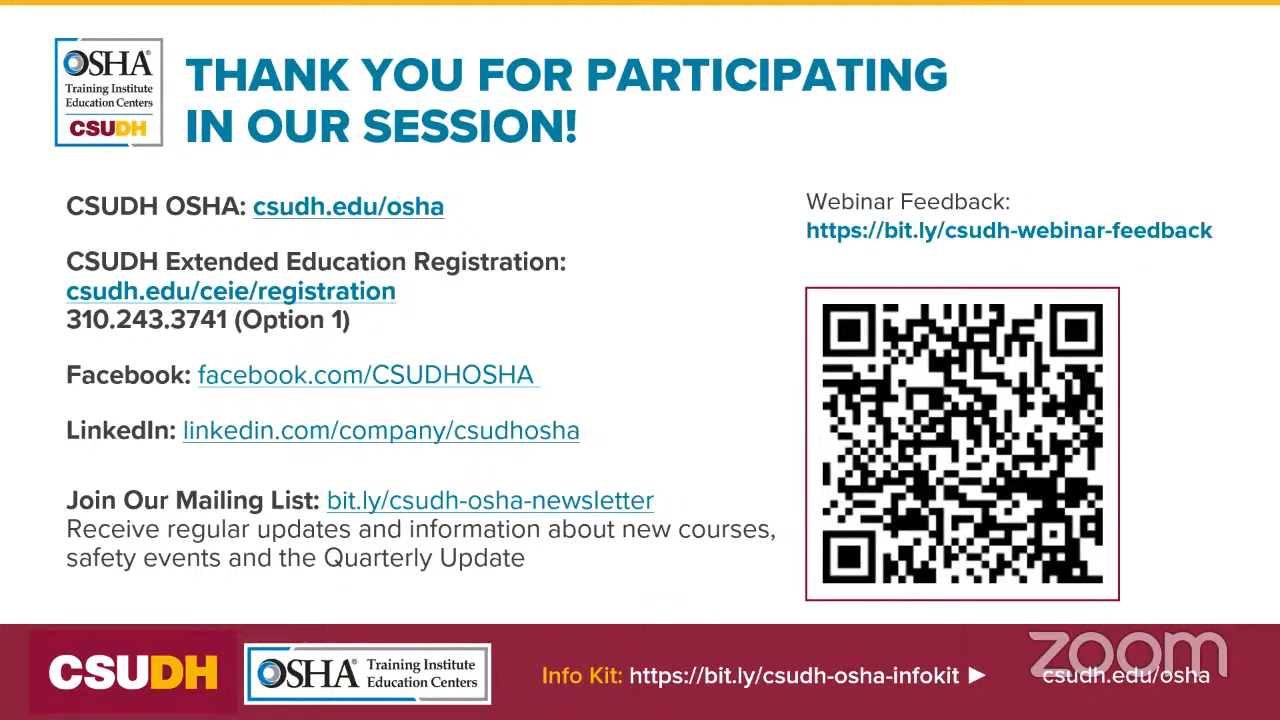 OSHA®
Training Institute
Education Centers
CSUDH
THANK YOU FOR PARTICIPATING
IN OUR SESSION!
CSUDH OSHA: csudh.edu/osha
CSUDH Extended Education Registration:
csudh.edu/ceie/registration
310.243.3741 (Option 1)
Facebook: facebook.com/CSUDHOSHA
LinkedIn: linkedin.com/company/csudhosha
Join Our Mailing List: bit.ly/csudh-osha-newsletter
Receive regular updates and information about new courses,
safety events and the Quarterly Update
Webinar Feedback:
https://bit.ly/csudh-webinar-feedback
CSUDH
OSHA®
Training Institute
Education Centers
Info Kit: https://bit.ly/csudh-osha-infokit ►
zoom
csudh.edu/osha